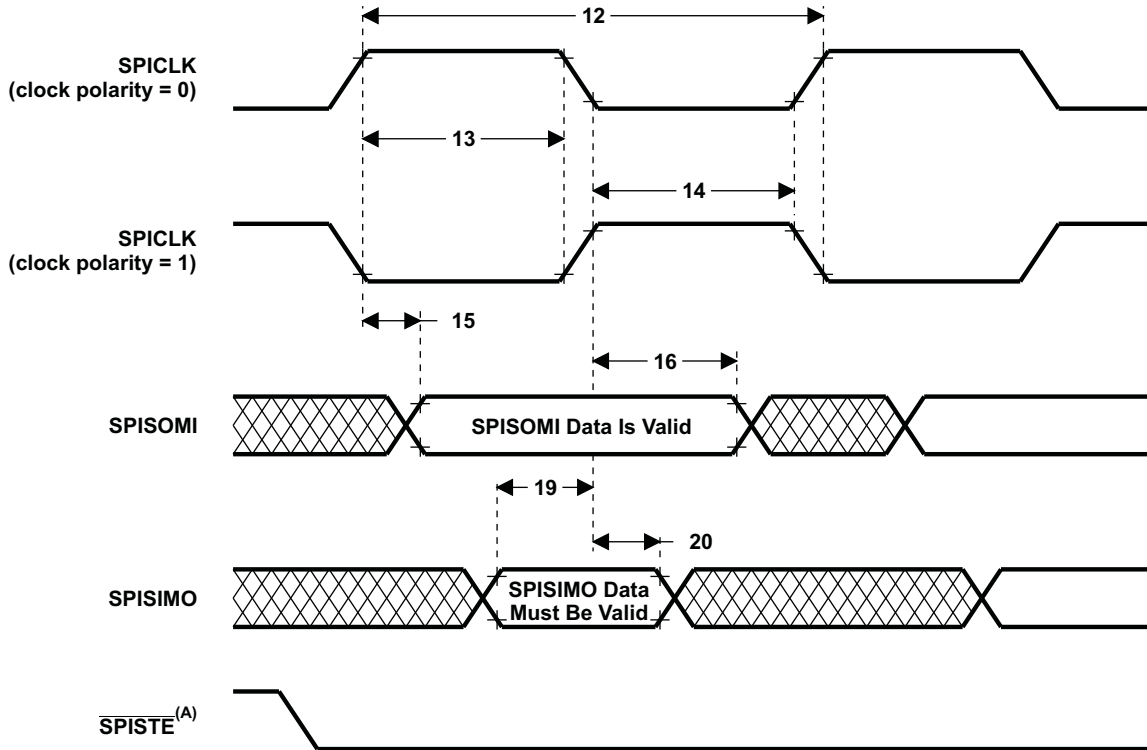 12
SPICLK
(clock polarity = 0)
13
14
SPICLK
(clock polarity = 1)
15
16
SPISOMI
SPISOMI Data Is Valid
19
20
SPISIMO
SPISIMO Data
Must Be Valid
SPISTE(A)